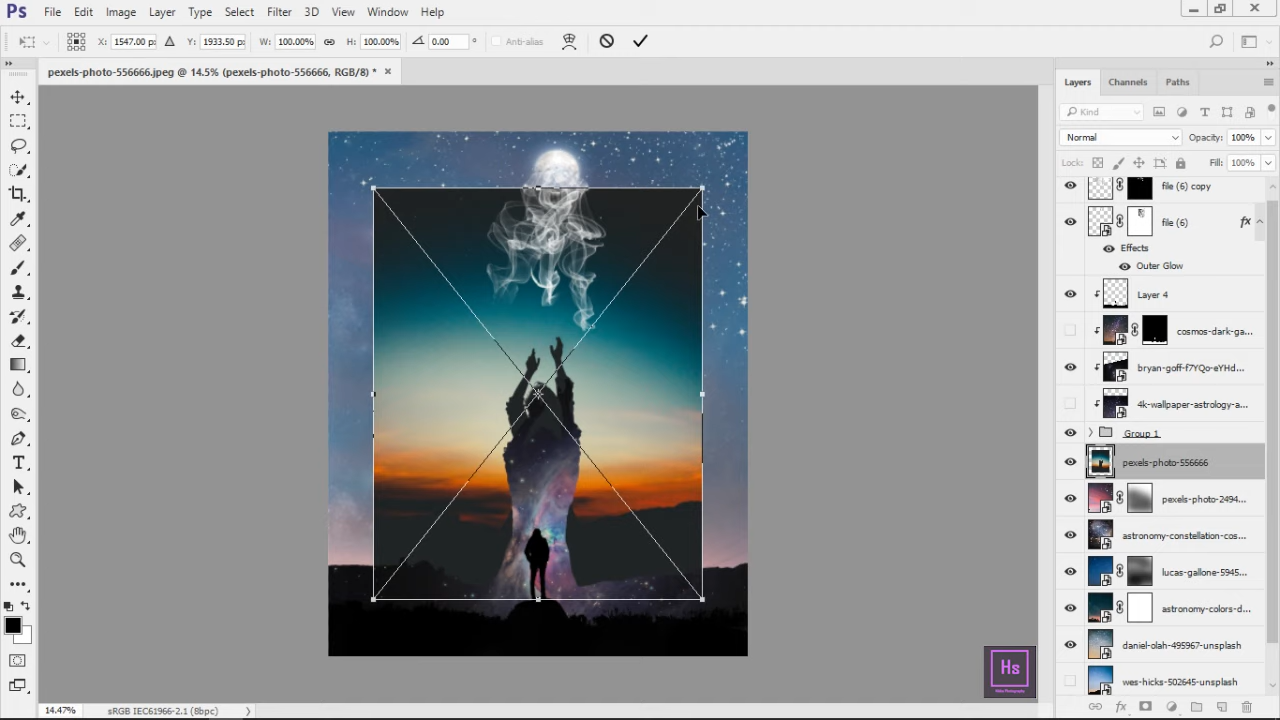 Ps File Edit Image Layer Type Select Filter 3D View Window Help
X: 1547.00 p: Y: 1933.50 p: W: 100.00% H: 100.00% 0.00 ° Anti-alias
pexels-photo-556666.jpeg @ 14.5% (pexels-photo-556666, RGB/8) *
Layers Channels Paths
Kind
Normal Opacity: 100%
Lock: Fill: 100%
file (6) copy
file (6) fx
Effects
Outer Glow
Layer 4
cosmos-dark-ga...
bryan-goff-f7YQo-eYHd...
4k-wallpaper-astrology-a...
Group 1
pexels-photo-556666
pexels-photo-2494...
astronomy-constellation-cos...
lucas-gallone-5945...
astronomy-colors-d...
daniel-olah-495967-unsplash
wes-hicks-502645-unsplash
Hs
14.47% sRGB IEC61966-2.1 (8bpc)
fx